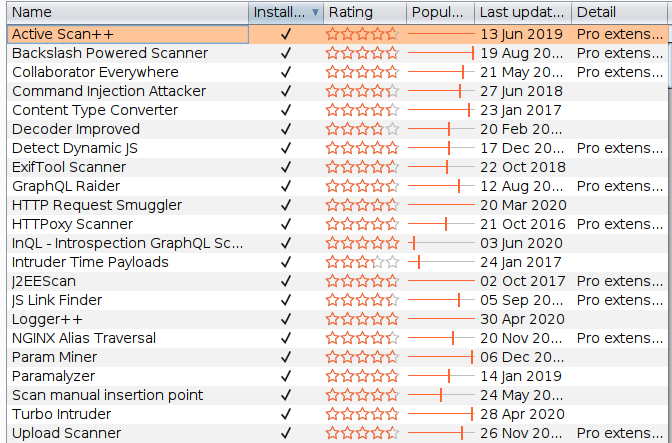 Name Install... Rating Popul... Last updat... Detail
Active Scan++ 13 Jun 2019 Pro extens...
Backslash Powered Scanner 19 Aug 20... Pro extens...
Collaborator Everywhere 21 May 20... Pro extens...
Command Injection Attacker 27 Jun 2018
Content Type Converter 23 Jan 2017
Decoder Improved 20 Feb 20...
Detect Dynamic JS 17 Dec 20... Pro extens...
ExifTool Scanner 22 Oct 2018
GraphQL Raider 12 Aug 20... Pro extens...
HTTP Request Smuggler 20 Mar 2020
HTTPoxy Scanner 21 Oct 2016 Pro extens...
InQL - Introspection GraphQL Sc... 03 Jun 2020
Intruder Time Payloads 24 Jan 2017
J2EEScan 02 Oct 2017 Pro extens...
JS Link Finder 05 Sep 20... Pro extens...
Logger++ 30 Apr 2020
NGINX Alias Traversal 20 Nov 20... Pro extens...
Param Miner 06 Dec 20...
Paramalyzer 14 Jan 2019
Scan manual insertion point 24 May 20...
Turbo Intruder 28 Apr 2020
Upload Scanner 26 Nov 20... Pro extens...